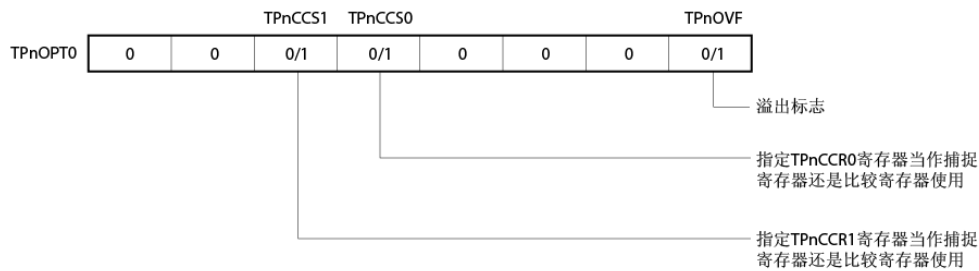 TPnCCS1 TPnCCS0 TPnOVF
TPnOPT0 0 0 0/1 0/1 0 0 0 0/1
溢出标志
指定TPnCCR0寄存器当作捕捉
寄存器还是比较寄存器使用
指定TPnCCR1寄存器当作捕捉
寄存器还是比较寄存器使用